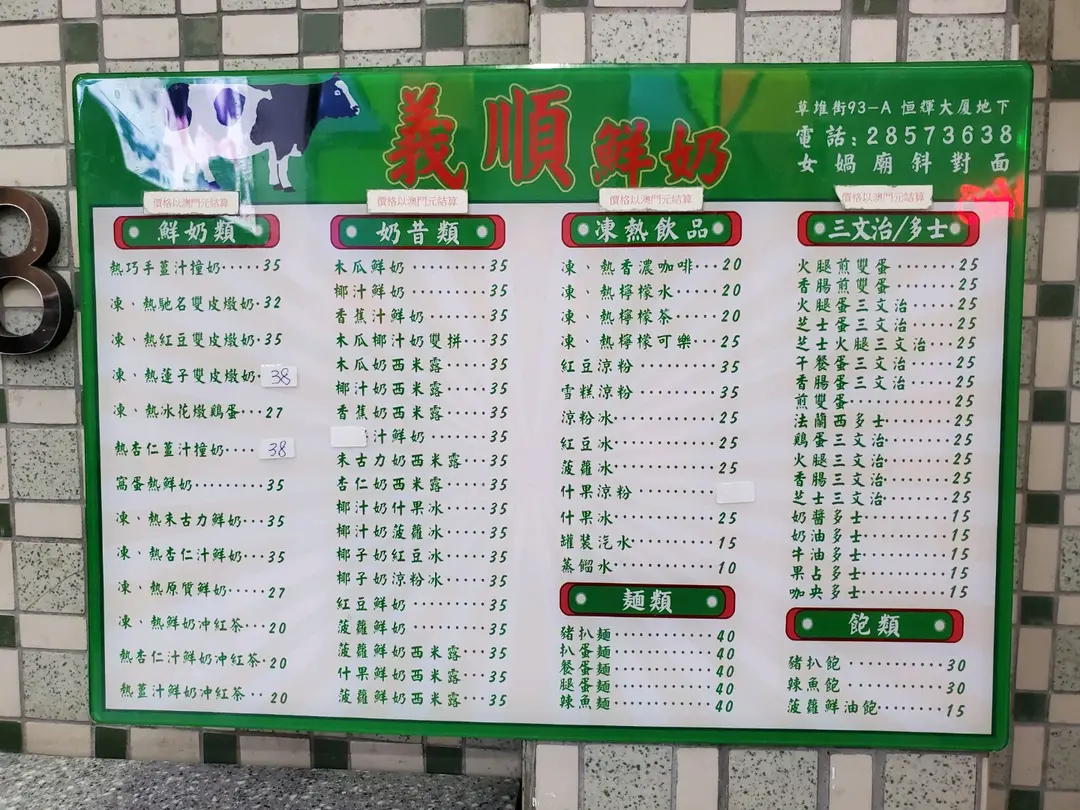 義順鮮奶
草堆街93-A 恒輝大厦地下
電話:28573638
女媧廟斜對面
價格以澳門元結算
鮮奶類
熱巧手薑汁撞奶·····35
凍、熱馳名雙皮燉奶·32
凍、熱紅豆雙皮燉奶·35
凍、熱蓮子雙皮燉奶·38
凍、熱冰花燉鷄蛋··27
熱杏仁薑汁撞奶····38
窩蛋熱鮮奶········35
凍、熱朱古力鮮奶···35
凍、熱杏仁汁鮮奶···35
凍、熱原質鮮奶····27
凍、熱鮮奶冲紅茶··20
熱杏仁汁鮮奶冲紅茶·20
熱薑汁鮮奶冲紅茶··20
價格以澳門元結算
奶昔類
木瓜鮮奶········35
椰汁鮮奶········35
香蕉汁鮮奶······35
木瓜椰汁奶雙拼··35
木瓜奶西米露····35
椰汁奶西米露····35
香蕉奶西米露····35
汁鮮奶·······35
朱古力奶西米露···35
杏仁奶西米露····35
椰汁奶什果冰····35
椰汁奶菠蘿冰····35
椰子奶紅豆冰····35
椰子奶涼粉冰····35
紅豆鮮奶········35
菠蘿鮮奶········35
菠蘿鮮奶西米露···35
什果鮮奶西米露···35
菠蘿鮮奶西米露···35
價格以澳門元結算
凍熱飲品
凍、熱香濃咖啡···20
凍、熱檸檬水·····20
凍、熱檸檬茶·····20
凍、熱檸檬可樂···25
紅豆涼粉·········35
雪糕涼粉·········35
涼粉冰···········25
紅豆冰···········25
菠蘿冰···········25
什果涼粉·········
什果冰···········25
罐裝汽水·········15
蒸餾水···········10
麵類
豬扒麵···········40
扒蛋麵···········40
餐蛋麵···········40
腿蛋麵···········40
辣魚麵···········40
價格以澳門元結算
三文治/多士
火腿煎雙蛋·······25
香腸煎雙蛋·······25
火腿蛋三文治·····25
芝士蛋三文治·····25
芝士火腿三文治···25
午餐蛋三文治·····25
香腸蛋三文治·····25
煎雙蛋···········25
法蘭西多士·······25
鷄蛋三文治·······25
火腿三文治·······25
香腸三文治·······25
芝士三文治·······25
奶醬多士·········15
奶油多士·········15
牛油多士·········15
果占多士·········15
咖央多士·········15
飽類
豬扒飽···········30
辣魚飽···········30
菠蘿鮮油飽·······15
8